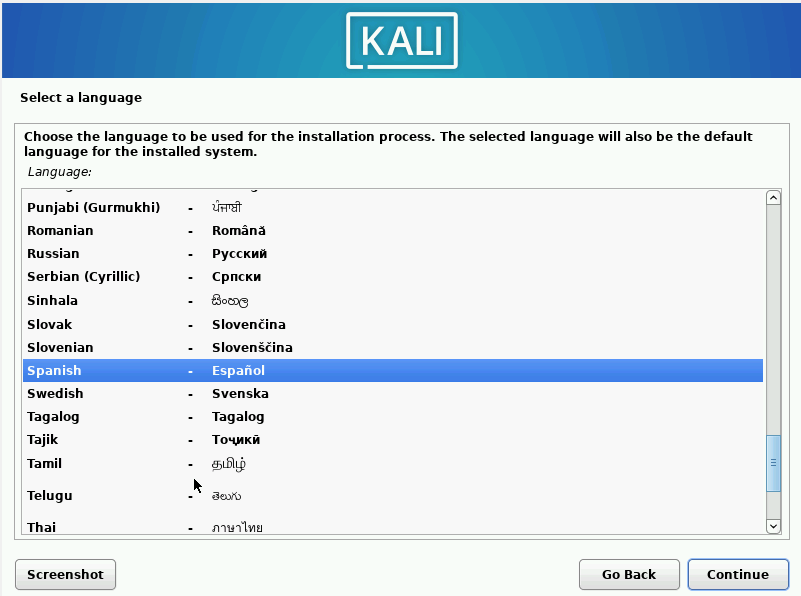 KALI
Select a language
Choose the language to be used for the installation process. The selected language will also be the default
language for the installed system.
Language:
Punjabi (Gurmukhi) - ਪੰਜਾਬੀ
Romanian - Română
Russian - Русский
Serbian (Cyrillic) - Српски
Sinhala - සිංහල
Slovak - Slovenčina
Slovenian - Slovenščina
Spanish - Español
Swedish - Svenska
Tagalog - Tagalog
Tajik - Тоҷикӣ
Tamil - தமிழ்
Telugu - తెలుగు
Thai - ภาษาไทย
Screenshot Go Back Continue